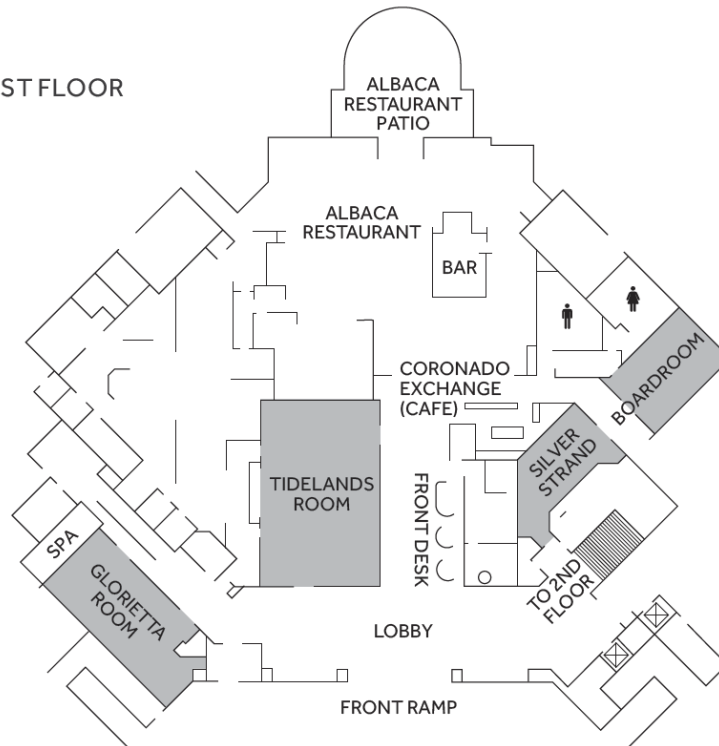 ST FLOOR
ALBACA
RESTAURANT
PATIO
ALBACA
RESTAURANT
BAR
CORONADO
EXCHANGE
(CAFE)
BOARDROOM
SILVER
STRAND
TIDELANDS
ROOM
FRONT DESK
SPA
GLORIETTA
ROOM
TO 2ND
FLOOR
LOBBY
FRONT RAMP